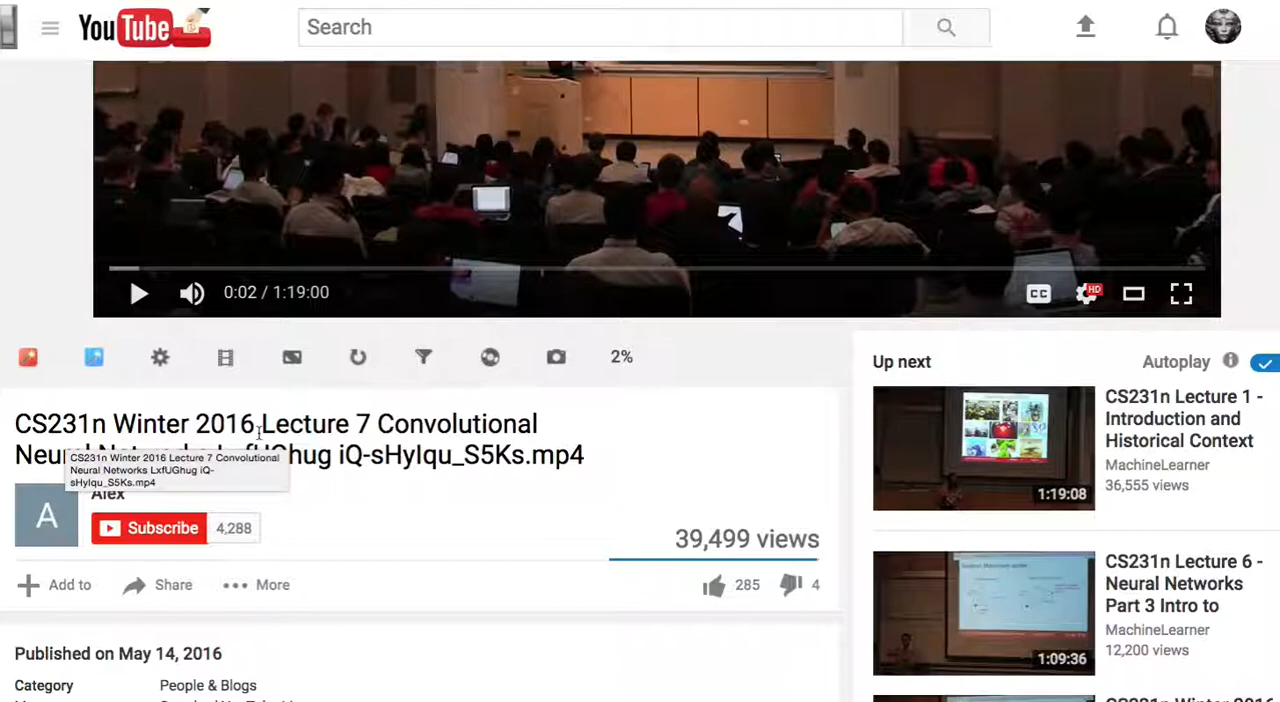 YouTube
Search
0:02 / 1:19:00
CC
HD
2%
CS231n Winter 2016 Lecture 7 Convolutional
iQ-sHylqu_S5Ks.mp4
CS231n Winter 2016 Lecture 7 Convolutional
Neural Networks LxfUGhug iQ-
sHylqu_S5Ks.mp4
A
Alex
Subscribe 4,288
39,499 views
Add to Share More
285 4
Published on May 14, 2016
Category People & Blogs
Up next Autoplay
CS231n Lecture 1 -
Introduction and
Historical Context
MachineLearner
36,555 views
1:19:08
CS231n Lecture 6 -
Neural Networks
Part 3 Intro to
MachineLearner
12,200 views
1:09:36